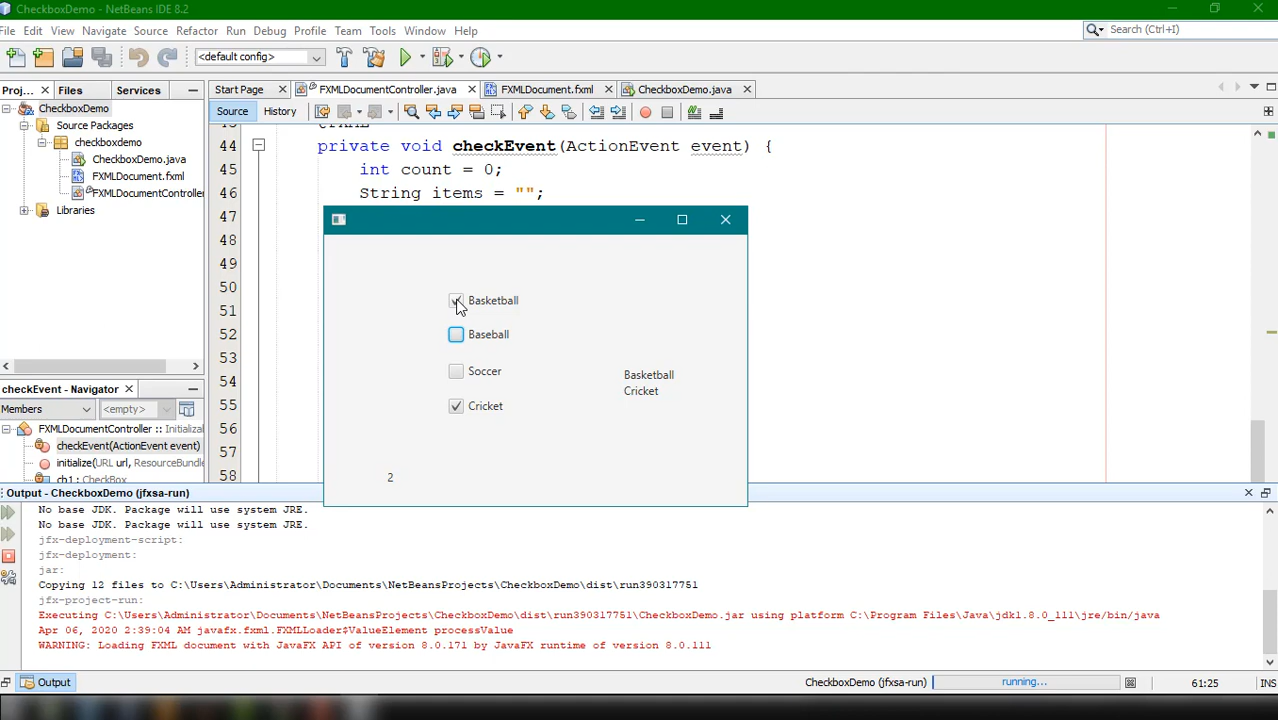 CheckboxDemo - NetBeans IDE 8.2
File Edit View Navigate Source Refactor Run Debug Profile Team Tools Window Help
Search (Ctrl+I)
<default config>
Proj... Files Services
Start Page FXMLDocumentController.java FXMLDocument.fxml CheckboxDemo.java
Source History
CheckboxDemo
Source Packages
checkboxdemo
CheckboxDemo.java
FXMLDocument.fxml
FXMLDocumentController
Libraries
44 private void checkEvent(ActionEvent event) {
45 int count = 0;
46 String items = "";
47
48
49
50
51
52
53
54
55
56
57
58
Basketball
Baseball
Soccer
Cricket
Basketball
Cricket
2
checkEvent - Navigator
Members <empty>
FXMLDocumentController :: Initializab
checkEvent(ActionEvent event)
initialize(URL url, ResourceBundle
cb1 : CheckBox
Output - CheckboxDemo (jfxsa-run)
No base JDK. Package will use system JRE.
No base JDK. Package will use system JRE.
jfx-deployment-script:
jfx-deployment:
jar:
Copying 12 files to C:\Users\Administrator\Documents\NetBeansProjects\CheckboxDemo\dist\run390317751
jfx-project-run:
Executing C:\Users\Administrator\Documents\NetBeansProjects\CheckboxDemo\dist\run390317751\CheckboxDemo.jar using platform C:\Program Files\Java\jdk1.8.0_111\jre/bin/java
Apr 06, 2020 2:39:04 AM javafx.fxml.FXMLLoader$ValueElement processValue
WARNING: Loading FXML document with JavaFX API of version 8.0.171 by JavaFX runtime of version 8.0.111
Output
CheckboxDemo (jfxsa-run) running... 61:25 INS